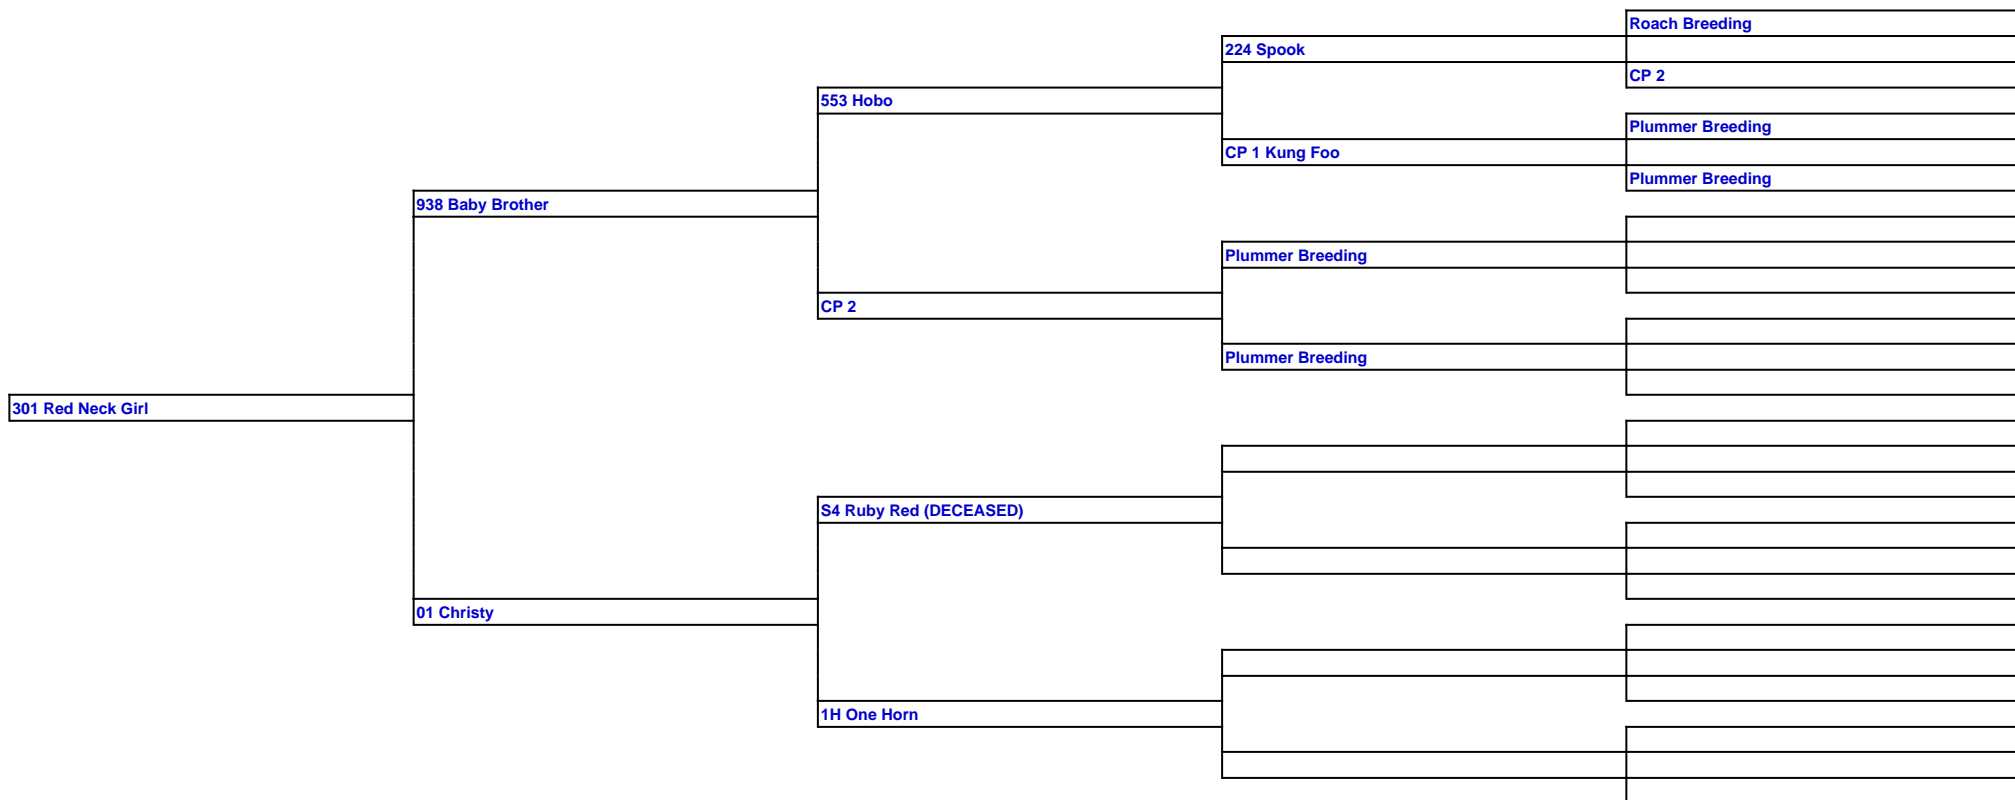 Roach Breeding
224 Spook
CP 2
553 Hobo
Plummer Breeding
CP 1 Kung Foo
Plummer Breeding
938 Baby Brother
Plummer Breeding
CP 2
Plummer Breeding
301 Red Neck Girl
S4 Ruby Red (DECEASED)
01 Christy
1H One Horn